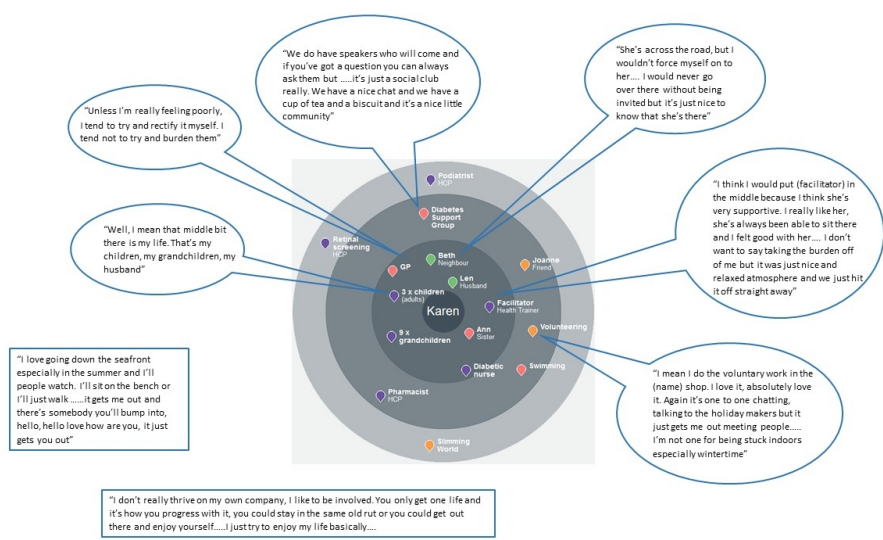 “We do have speakers who will come and
if you’ve got a question you can always
ask them but …..it’s just a social club
really. We have a nice chat and we have a
cup of tea and a biscuit and it’s a nice little
community”
“She’s across the road, but I
wouldn’t force myself on to
her…. I would never go
over there without being
invited but it’s just nice to
know that she’s there”
“Unless I’m really feeling poorly,
I tend to try and rectify it myself. I
tend not to try and burden them”
“Well, I mean that middle bit
there is my life. That’s my
children, my grandchildren, my
husband”
“I think I would put (facilitator) in
the middle because I think she’s
very supportive. I really like her,
she’s always been able to sit there
and I felt good with her…. I don’t
want to say taking the burden off
of me but it was just nice and
relaxed atmosphere and we just hit
it off straight away”
Podiatrist
HCP
Diabetes
Support
Group
Retinal
screening
HCP
GP
Beth
Neighbour
Joanne
Friend
Len
Husband
3 x children
(adults)
Karen
Facilitator
Health Trainer
9 x
grandchildren
Ann
Sister
Volunteering
Diabetic
nurse
Swimming
Pharmacist
HCP
Slimming
World
“I love going down the seafront
especially in the summer and I’ll
people watch. I’ll sit on the bench or
I’ll just walk …...it gets me out and
there’s somebody you’ll bump into,
hello, hello love how are you, it just
gets you out”
“I mean I do the voluntary work in the
(name) shop. I love it, absolutely love
it. Again it’s one to one chatting,
talking to the holiday makers but it
just gets me out meeting people…..
I’m not one for being stuck indoors
especially wintertime”
“I don’t really thrive on my own company, I like to be involved. You only get one life and
it’s how you progress with it, you could stay in the same old rut or you could get out
there and enjoy yourself…..I just try to enjoy my life basically….